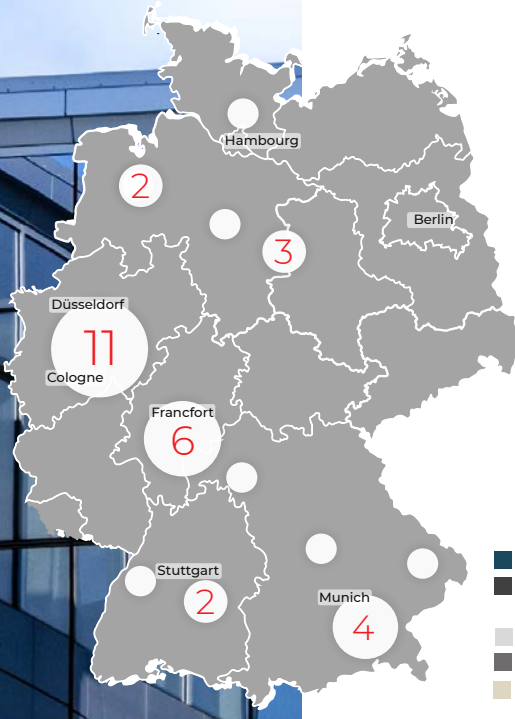 Hambourg
2
Berlin
3
Düsseldorf
11
Cologne
Francfort
6
Stuttgart
2
Munich
4